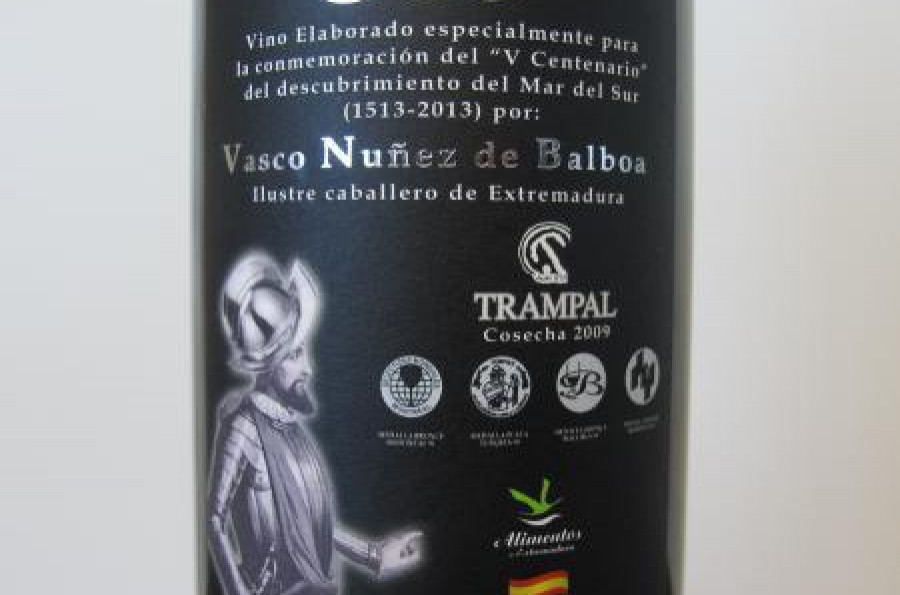 Vino Elaborado especialmente para
la conmemoración del "V Centenario"
del descubrimiento del Mar del Sur
(1513-2013) por:
Vasco Nuñez de Balboa
Ilustre caballero de Extremadura
TRAMPAL
Cosecha 2009
Alimentos